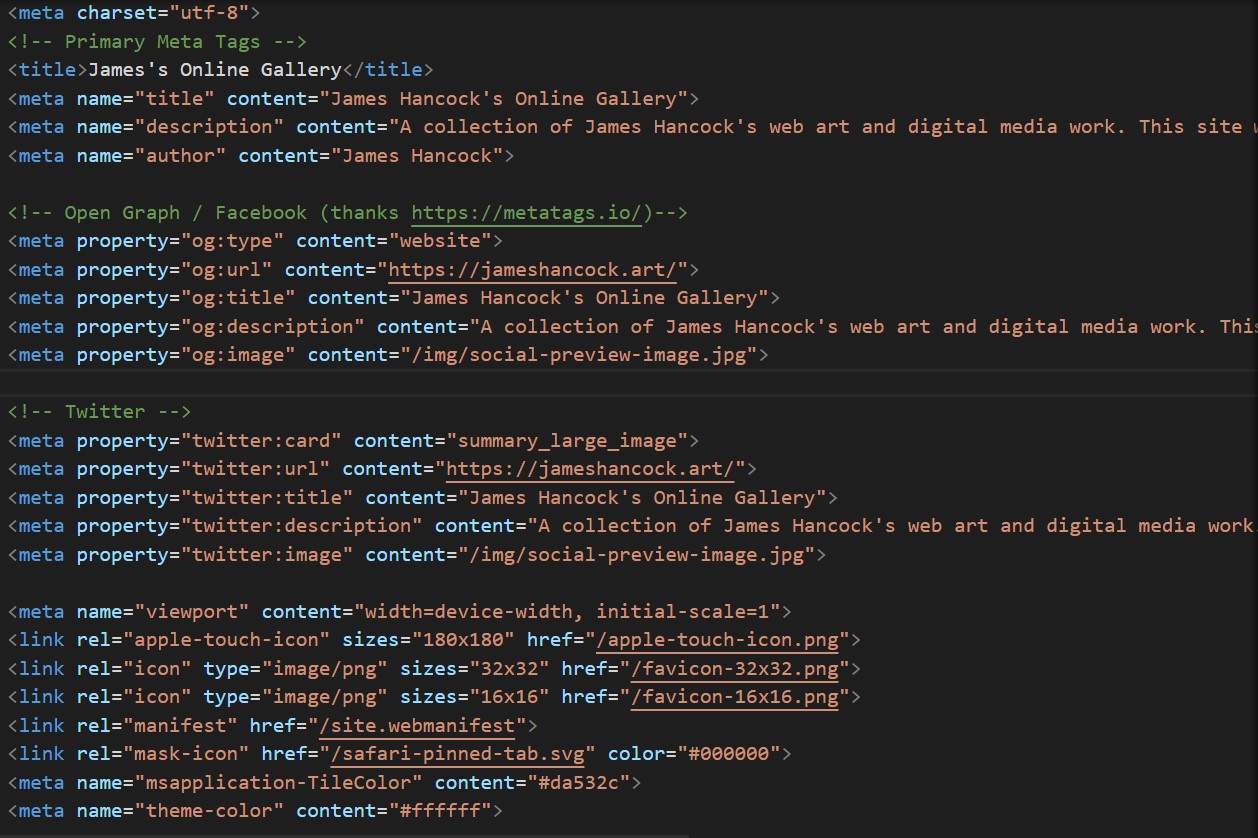 <meta charset="utf-8">
<!-- Primary Meta Tags -->
<title>James's Online Gallery</title>
<meta name="title" content="James Hancock's Online Gallery">
<meta name="description" content="A collection of James Hancock's web art and digital media work. This site
<meta name="author" content="James Hancock">
<!-- Open Graph / Facebook (thanks https://metatags.io/)-->
<meta property="og:type" content="website">
<meta property="og:url" content="https://jameshancock.art/">
<meta property="og:title" content="James Hancock's Online Gallery">
<meta property="og:description" content="A collection of James Hancock's web art and digital media work. This
<meta property="og:image" content="/img/social-preview-image.jpg">
<!-- Twitter -->
<meta property="twitter:card" content="summary_large_image">
<meta property="twitter:url" content="https://jameshancock.art/">
<meta property="twitter:title" content="James Hancock's Online Gallery">
<meta property="twitter:description" content="A collection of James Hancock's web art and digital media work.
<meta property="twitter:image" content="/img/social-preview-image.jpg">
<meta name="viewport" content="width=device-width, initial-scale=1">
<link rel="apple-touch-icon" sizes="180x180" href="/apple-touch-icon.png">
<link rel="icon" type="image/png" sizes="32x32" href="/favicon-32x32.png">
<link rel="icon" type="image/png" sizes="16x16" href="/favicon-16x16.png">
<link rel="manifest" href="/site.webmanifest">
<link rel="mask-icon" href="/safari-pinned-tab.svg" color="#000000">
<meta name="msapplication-TileColor" content="#da532c">
<meta name="theme-color" content="#ffffff">